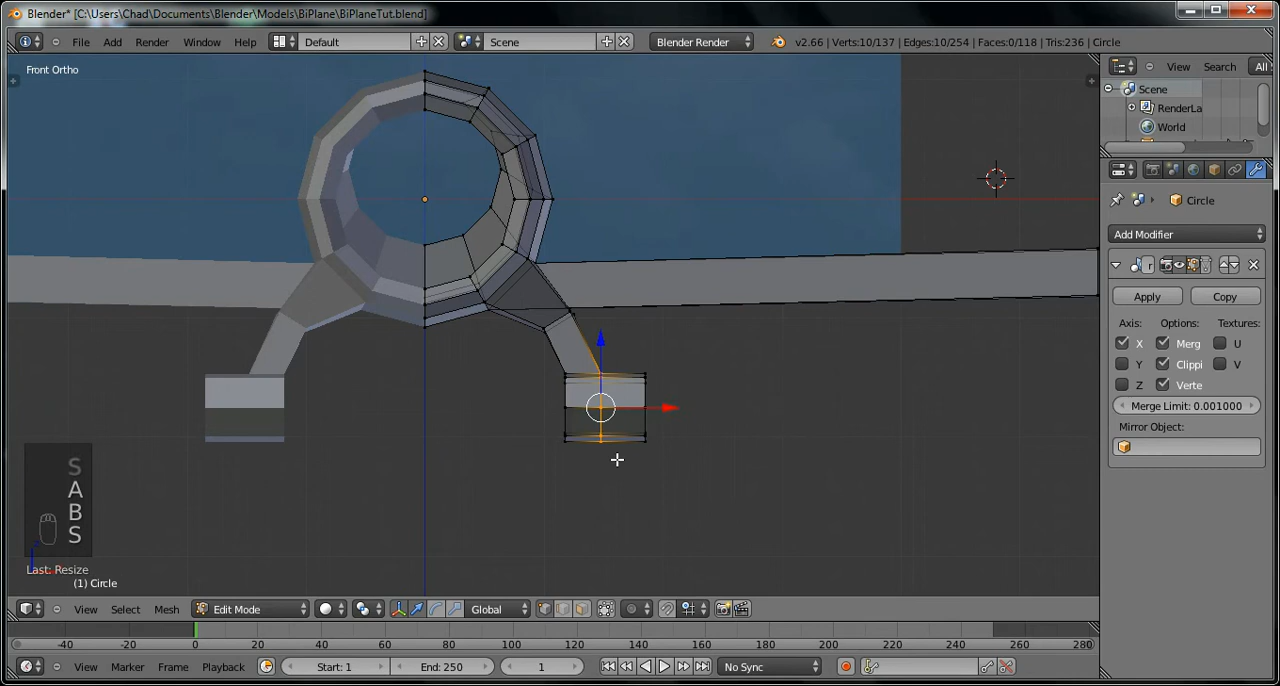 Blender* [C:\Users\Chad\Documents\Blender\Models\BiPlane\BiPlaneTut.blend]
File Add Render Window Help Default Scene Blender Render v2.66 | Verts:10/137 | Edges:10/254 | Faces:0/118 | Tris:236 | Circle
Front Ortho
View Search All
Scene
RenderLa
World
Circle
Add Modifier
Apply Copy
Axis: Options: Textures:
X Merg U
Y Clippi V
Z Verte
Merge Limit: 0.001000
Mirror Object:
S
A
B
S
Last: Resize
(1) Circle
View Select Mesh Edit Mode Global
-40 -20 0 20 40 60 80 100 120 140 160 180 200 220 240 260 280
View Marker Frame Playback Start: 1 End: 250 1 No Sync